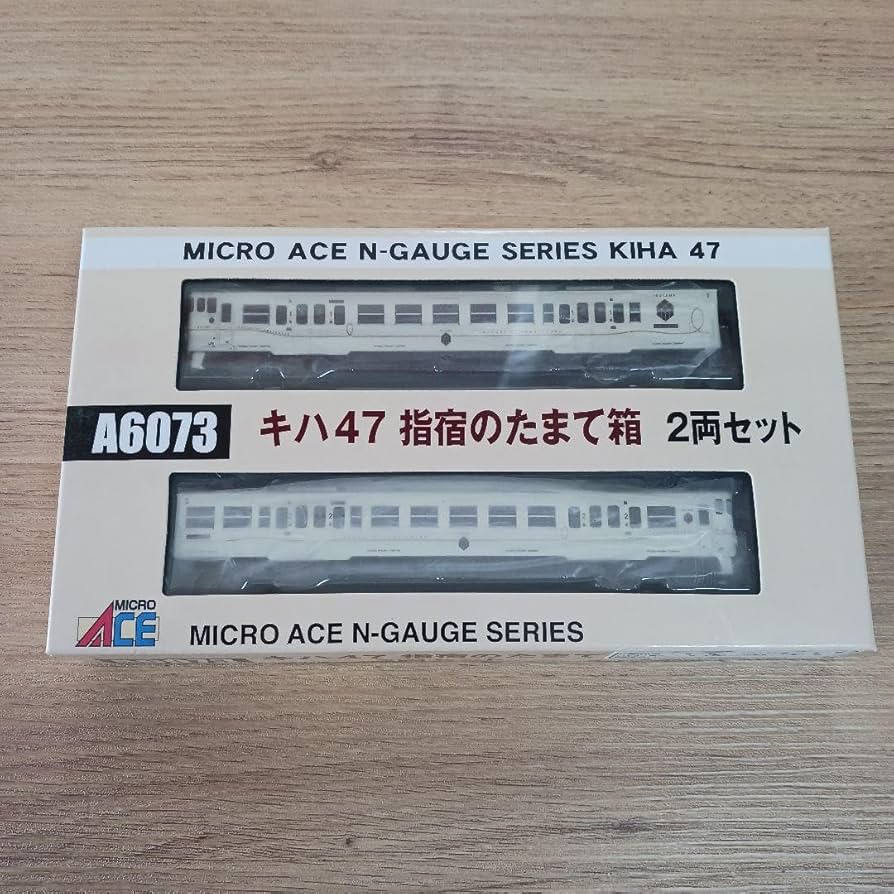 MICRO ACE N-GAUGE SERIES KIHA 47
A6073 キハ47 指宿のたまて箱 2両セット
MICRO
ACE
MICRO ACE N-GAUGE SERIES